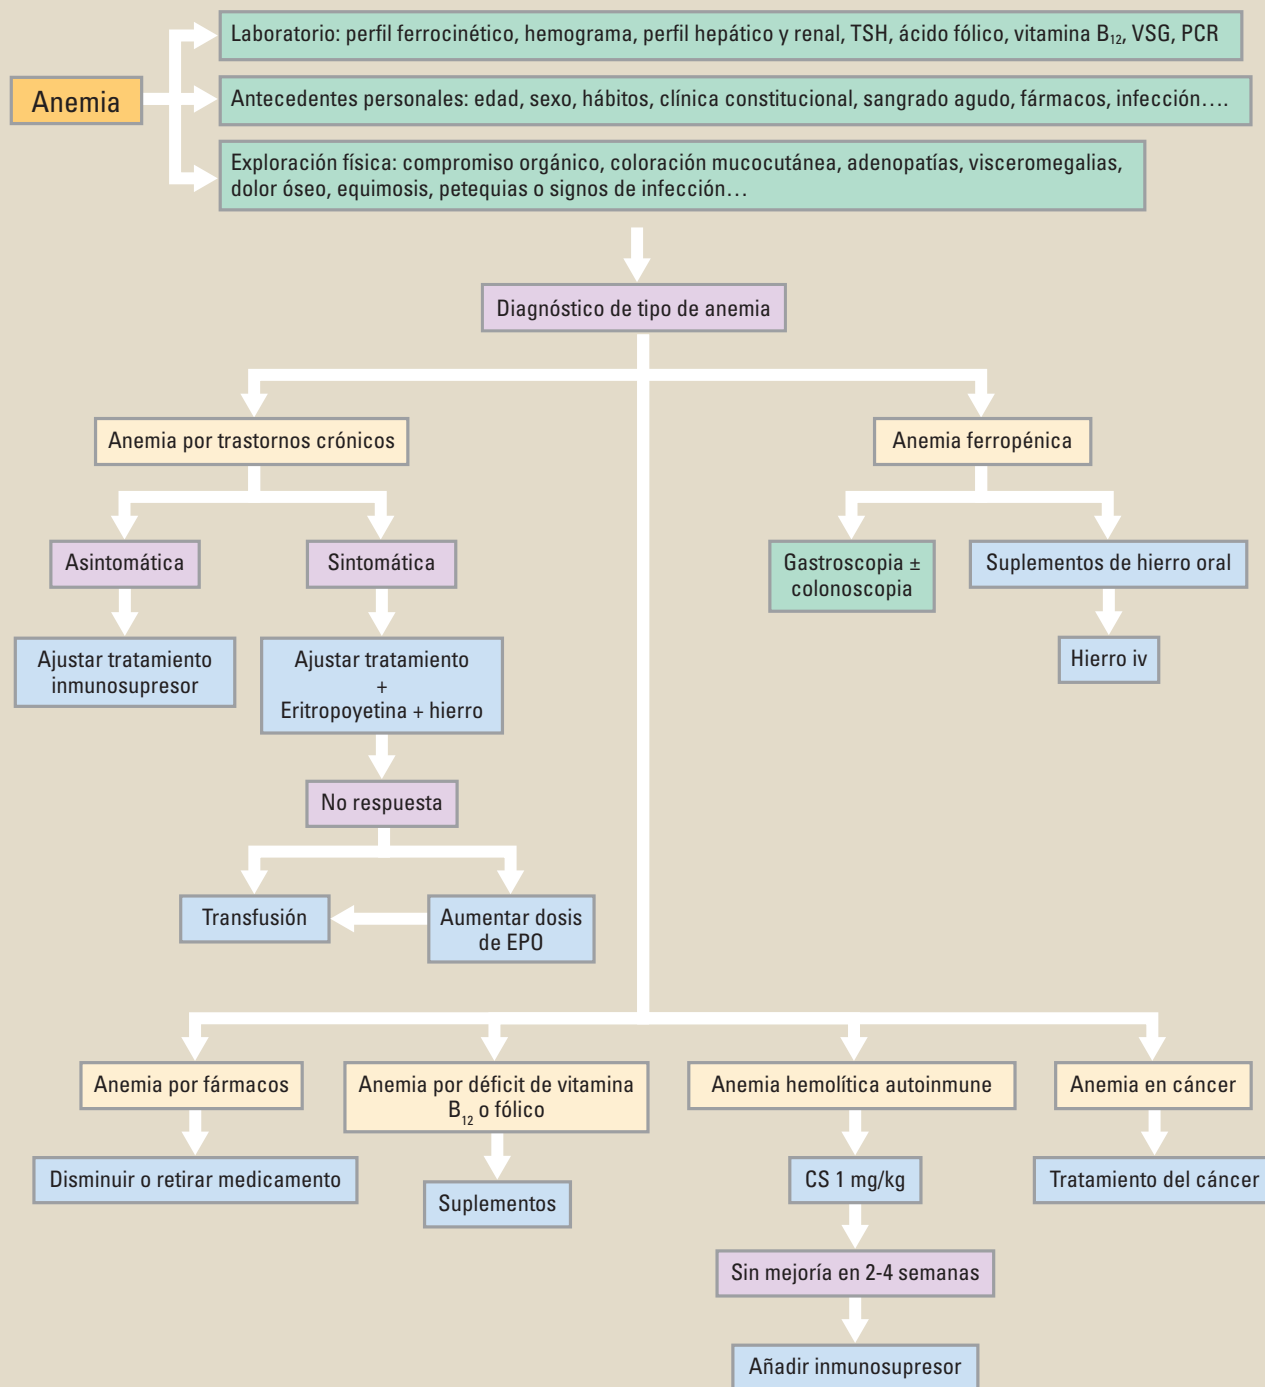 Laboratorio: perfil ferrocinético, hemograma, perfil hepático y renal, TSH, ácido fólico, vitamina B₁₂, VSG, PCR
Anemia
Antecedentes personales: edad, sexo, hábitos, clínica constitucional, sangrado agudo, fármacos, infección….
Exploración física: compromiso orgánico, coloración mucocutánea, adenopatías, visceromegalias,
dolor óseo, equimosis, petequias o signos de infección…
Diagnóstico de tipo de anemia
Anemia por trastornos crónicos
Anemia ferropénica
Asintomática
Sintomática
Gastroscopia ±
colonoscopia
Suplementos de hierro oral
Ajustar tratamiento
inmunosupresor
Ajustar tratamiento
+
Eritropoyetina + hierro
Hierro iv
No respuesta
Transfusión
Aumentar dosis
de EPO
Anemia por fármacos
Anemia por déficit de vitamina
B₁₂ o fólico
Anemia hemolítica autoinmune
Anemia en cáncer
Disminuir o retirar medicamento
Suplementos
CS 1 mg/kg
Tratamiento del cáncer
Sin mejoría en 2-4 semanas
Añadir inmunosupresor